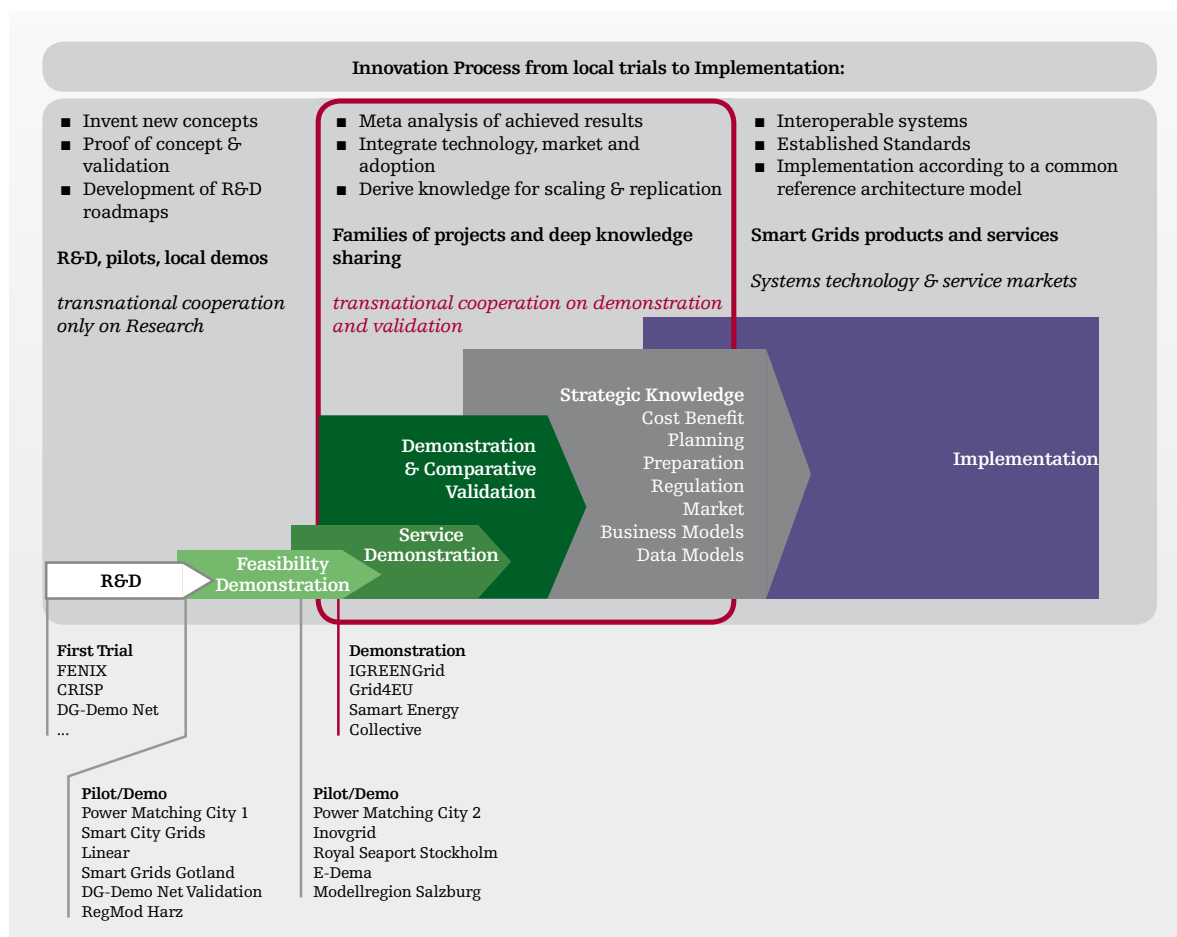 Innovation Process from local trials to Implementation:
▪ Invent new concepts
▪ Proof of concept &
validation
▪ Development of R&D
roadmaps
R&D, pilots, local demos
transnational cooperation
only on Research
▪ Meta analysis of achieved results
▪ Integrate technology, market and
adoption
▪ Derive knowledge for scaling & replication
Families of projects and deep knowledge
sharing
transnational cooperation on demonstration
and validation
▪ Interoperable systems
▪ Established Standards
▪ Implementation according to a common
reference architecture model
Smart Grids products and services
Systems technology & service markets
R&D
Feasibility
Demonstration
Service
Demonstration
Demonstration
& Comparative
Validation
Strategic Knowledge
Cost Benefit
Planning
Preparation
Regulation
Market
Business Models
Data Models
Implementation
First Trial
FENIX
CRISP
DG-Demo Net
...
Demonstration
IGREENGrid
Grid4EU
Samart Energy
Collective
Pilot/Demo
Power Matching City 1
Smart City Grids
Linear
Smart Grids Gotland
DG-Demo Net Validation
RegMod Harz
Pilot/Demo
Power Matching City 2
Inovgrid
Royal Seaport Stockholm
E-Dema
Modellregion Salzburg